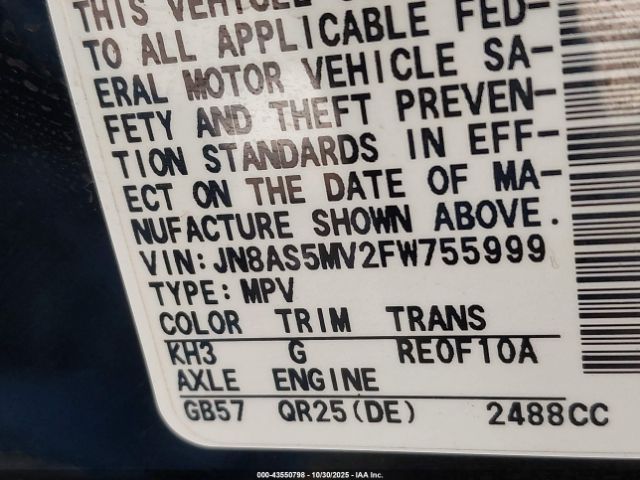 THIS VEHICLE
TO ALL APPLICABLE FED-
ERAL MOTOR VEHICLE SA-
FETY AND THEFT PREVEN-
TION STANDARDS IN EFF-
ECT ON THE DATE OF MA-
NUFACTURE SHOWN ABOVE.
VIN:JN8AS5MV2FW755999
TYPE:MPV
COLOR TRIM TRANS
KH3 G RE0F10A
AXLE ENGINE
GB57 QR25(DE) 2488CC
000-43550798 - 10/30/2025 - IAA Inc.